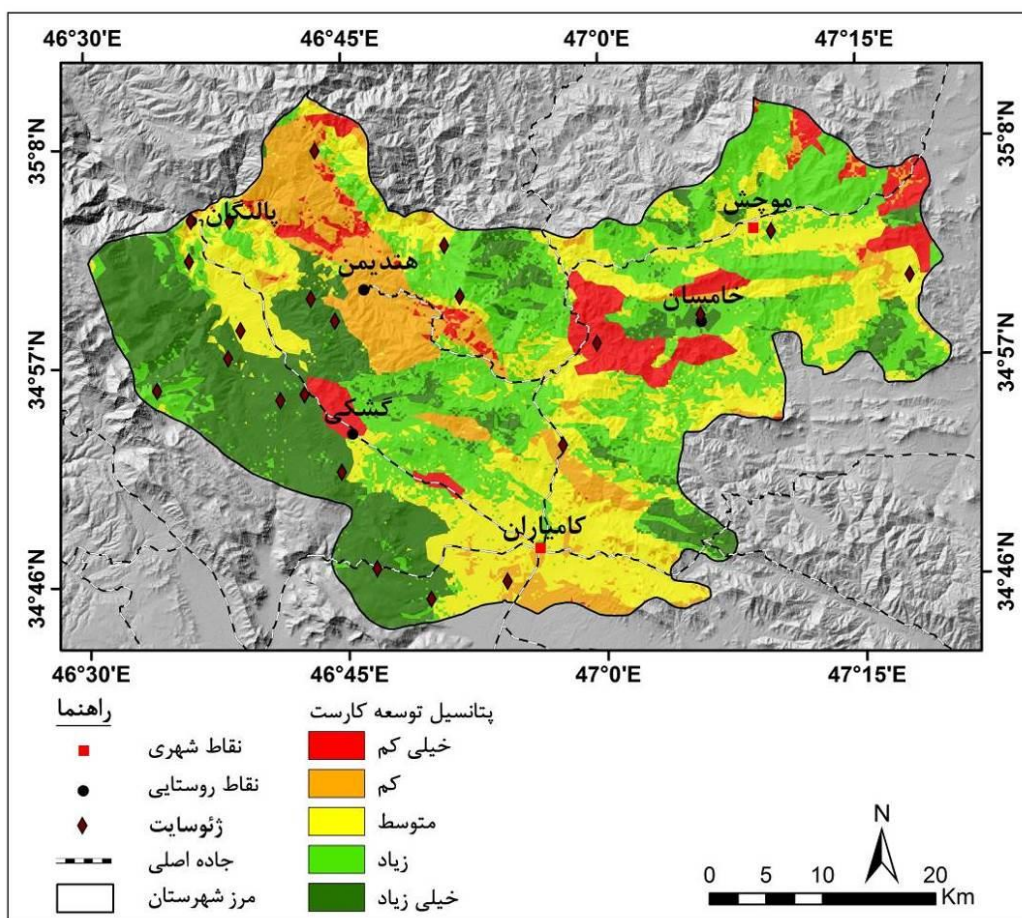 46°30'E 46°45'E 47°0'E 47°15'E
35°8'N
35°8'N
34°57'N
34°57'N
34°46'N
34°46'N
موچش
پالنگان
هندیمن
خامسان
گشکی
کامیاران
46°30'E 46°45'E 47°0'E 47°15'E
راهنما
نقاط شهری
نقاط روستایی
ژئوسایت
جاده اصلی
مرز شهرستان
پتانسیل توسعه کارست
خیلی کم
کم
متوسط
زیاد
خیلی زیاد
N
0 5 10 20
Km